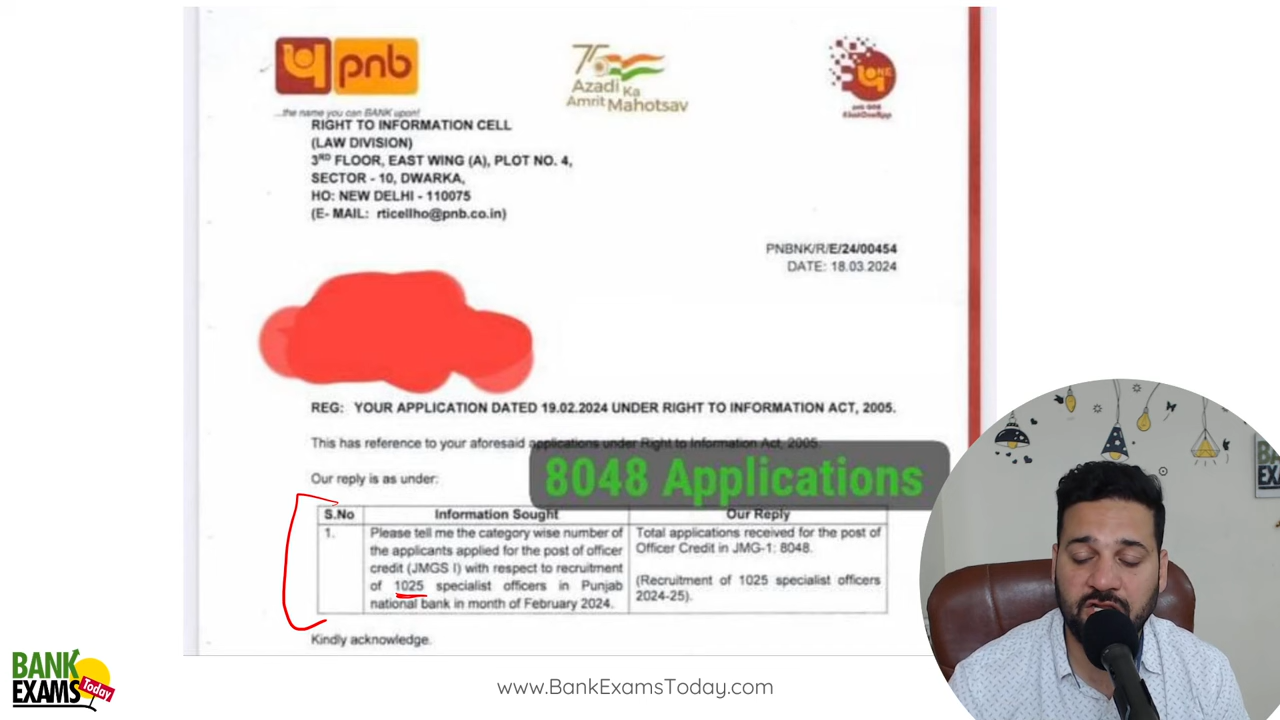 प pnb
...the name you can BANK upon!
75
Azadi Ka
Amrit Mahotsav
ONE
RIGHT TO INFORMATION CELL
(LAW DIVISION)
3RD FLOOR, EAST WING (A), PLOT NO. 4,
SECTOR - 10, DWARKA,
HO: NEW DELHI - 110075
(E- MAIL: rticellho@pnb.co.in)
PNBNK/R/E/24/00454
DATE: 18.03.2024
REG: YOUR APPLICATION DATED 19.02.2024 UNDER RIGHT TO INFORMATION ACT, 2005.
This has reference to your aforesaid applications under Right to Information Act, 2005.
Our reply is as under:
8048 Applications
S.No Information Sought Our Reply
1. Please tell me the category wise number of
the applicants applied for the post of officer
credit (JMGS I) with respect to recruitment
of 1025 specialist officers in Punjab
national bank in month of February 2024.
Total applications received for the post of
Officer Credit in JMG-1: 8048.
(Recruitment of 1025 specialist officers
2024-25).
Kindly acknowledge.
BANK
EXAMS
Today
www.BankExamsToday.com